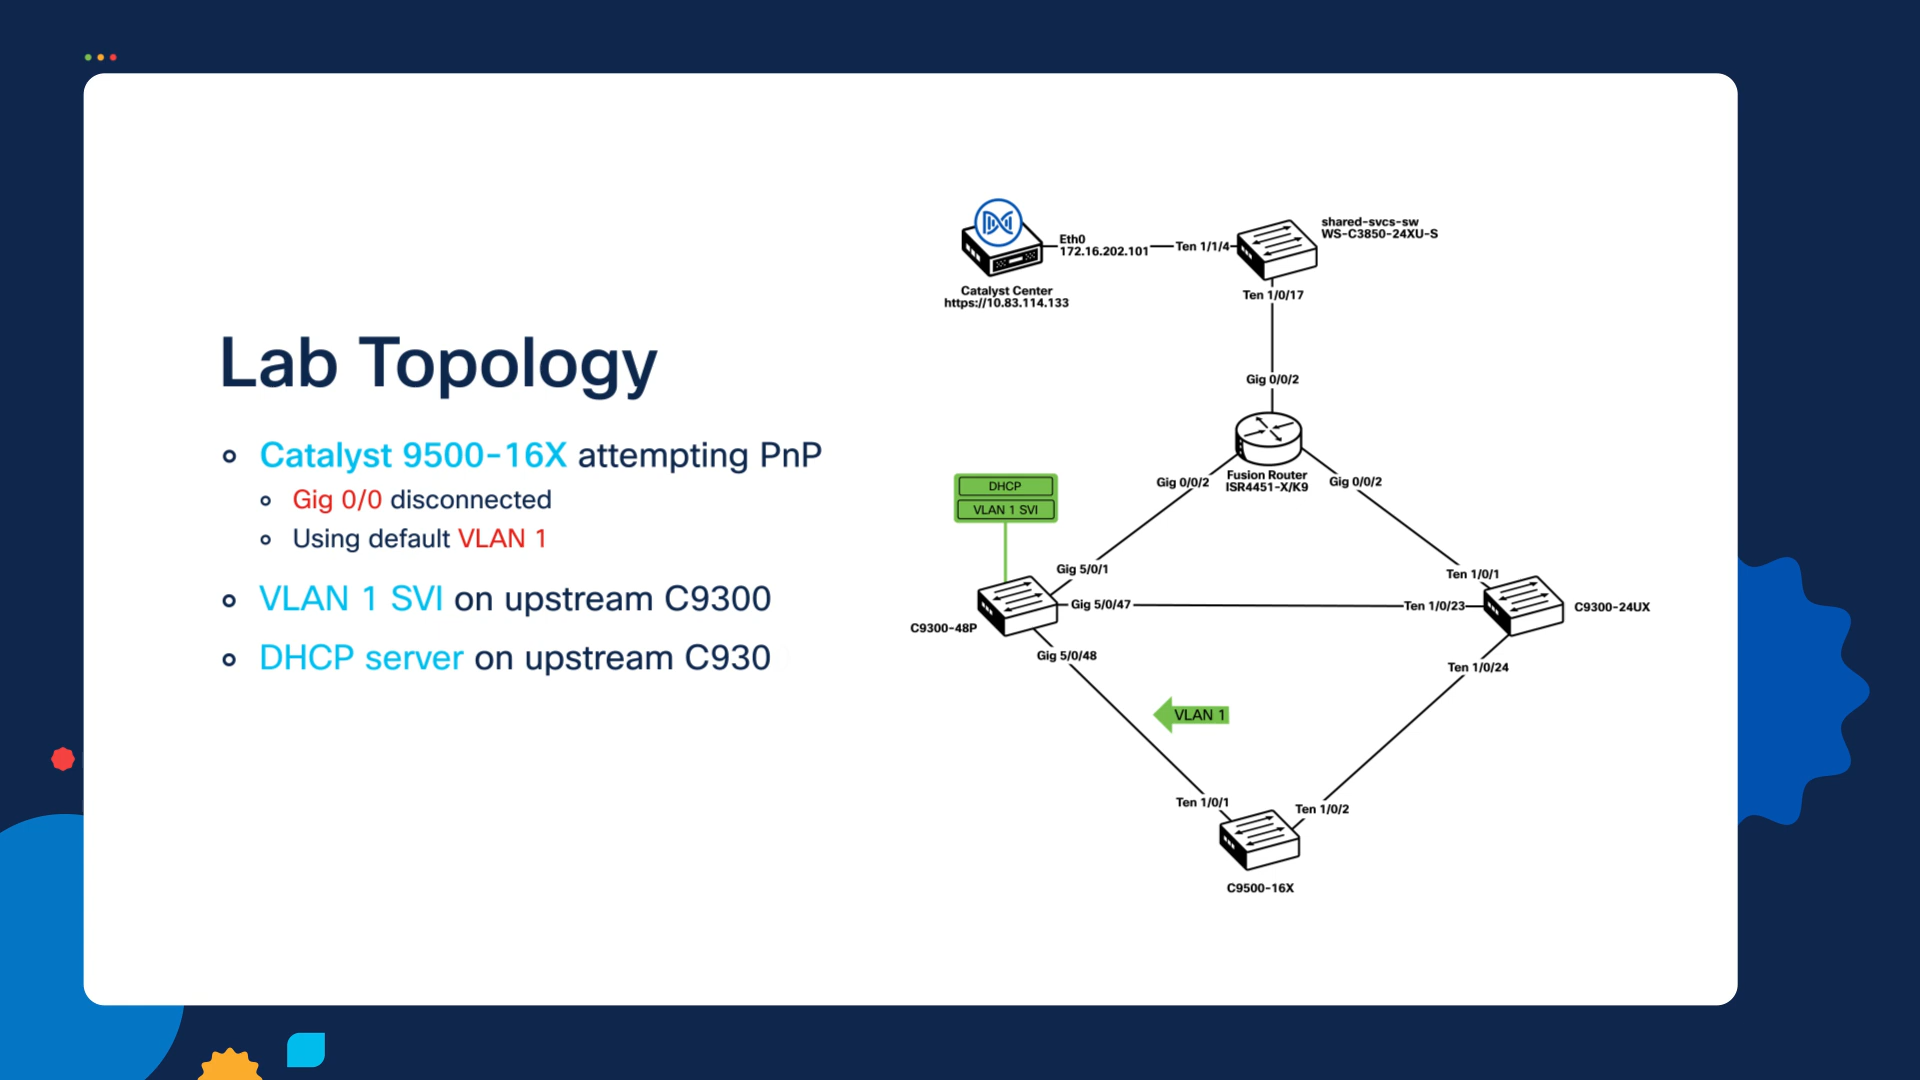 Lab Topology
Catalyst 9500-16X attempting PnP
Gig 0/0 disconnected
Using default VLAN 1
VLAN 1 SVI on upstream C9300
DHCP server on upstream C930
shared-svcs-sw
WS-C3850-24XU-S
Eth0
172.16.202.101
Ten 1/1/4
Catalyst Center
https://10.83.114.133
Ten 1/0/17
Gig 0/0/2
Fusion Router
ISR4451-X/K9
Gig 0/0/2
Gig 0/0/2
DHCP
VLAN 1 SVI
Gig 5/0/1
Ten 1/0/1
Gig 5/0/47
Ten 1/0/23
C9300-24UX
C9300-48P
Gig 5/0/48
Ten 1/0/24
VLAN 1
Ten 1/0/1
Ten 1/0/2
C9500-16X